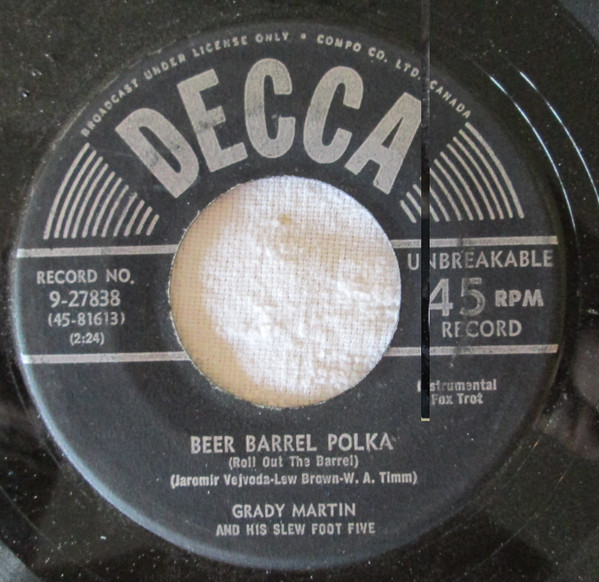 BROADCAST UNDER LICENSE ONLY • COMPO CO. LTD. CANADA
DECCA
RECORD NO.
9-27838
(45-81613)
(2:24)
UNBREAKABLE
45 RPM
RECORD
Instrumental
Fox Trot
BEER BARREL POLKA
(Roll Out The Barrel)
(Jaromir Vejvoda-Lew Brown-W. A. Timm)
GRADY MARTIN
AND HIS SLEW FOOT FIVE